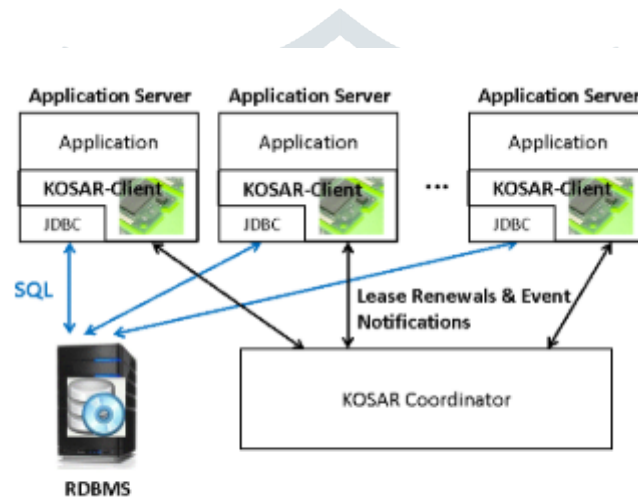 Application Server
Application Server
Application Server
Application
Application
Application
KOSAR-Client
KOSAR-Client
...
KOSAR-Client
JDBC
JDBC
JDBC
SQL
Lease Renewals & Event
Notifications
KOSAR Coordinator
RDBMS